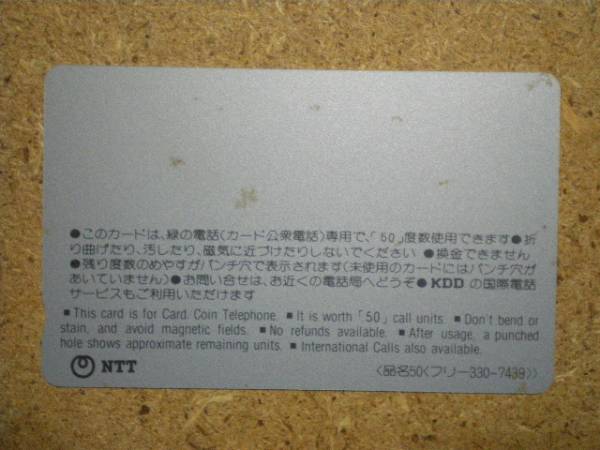 ●このカードは、緑の電話(カード公衆電話)専用で、「50」度数使用できます●折
り曲げたり、汚したり、磁気に近づけたりしないでください ●換金できません
●残り度数のめやすがパンチ穴で表示されます(未使用のカードにはパンチ穴が
あいていません)●お問い合せは、お近くの電話局へどうぞ●KDDの国際電話
サービスもご利用いただけます
■This card is for Card. Coin Telephone. ■It is worth「50」call units. ■Don't bend or
stain, and avoid magnetic fields. ■No refunds available. ■After usage, a punched
hole shows approximate remaining units. ■International Calls also available.
NTT
〈品名50〈フリー330-7439〉〉